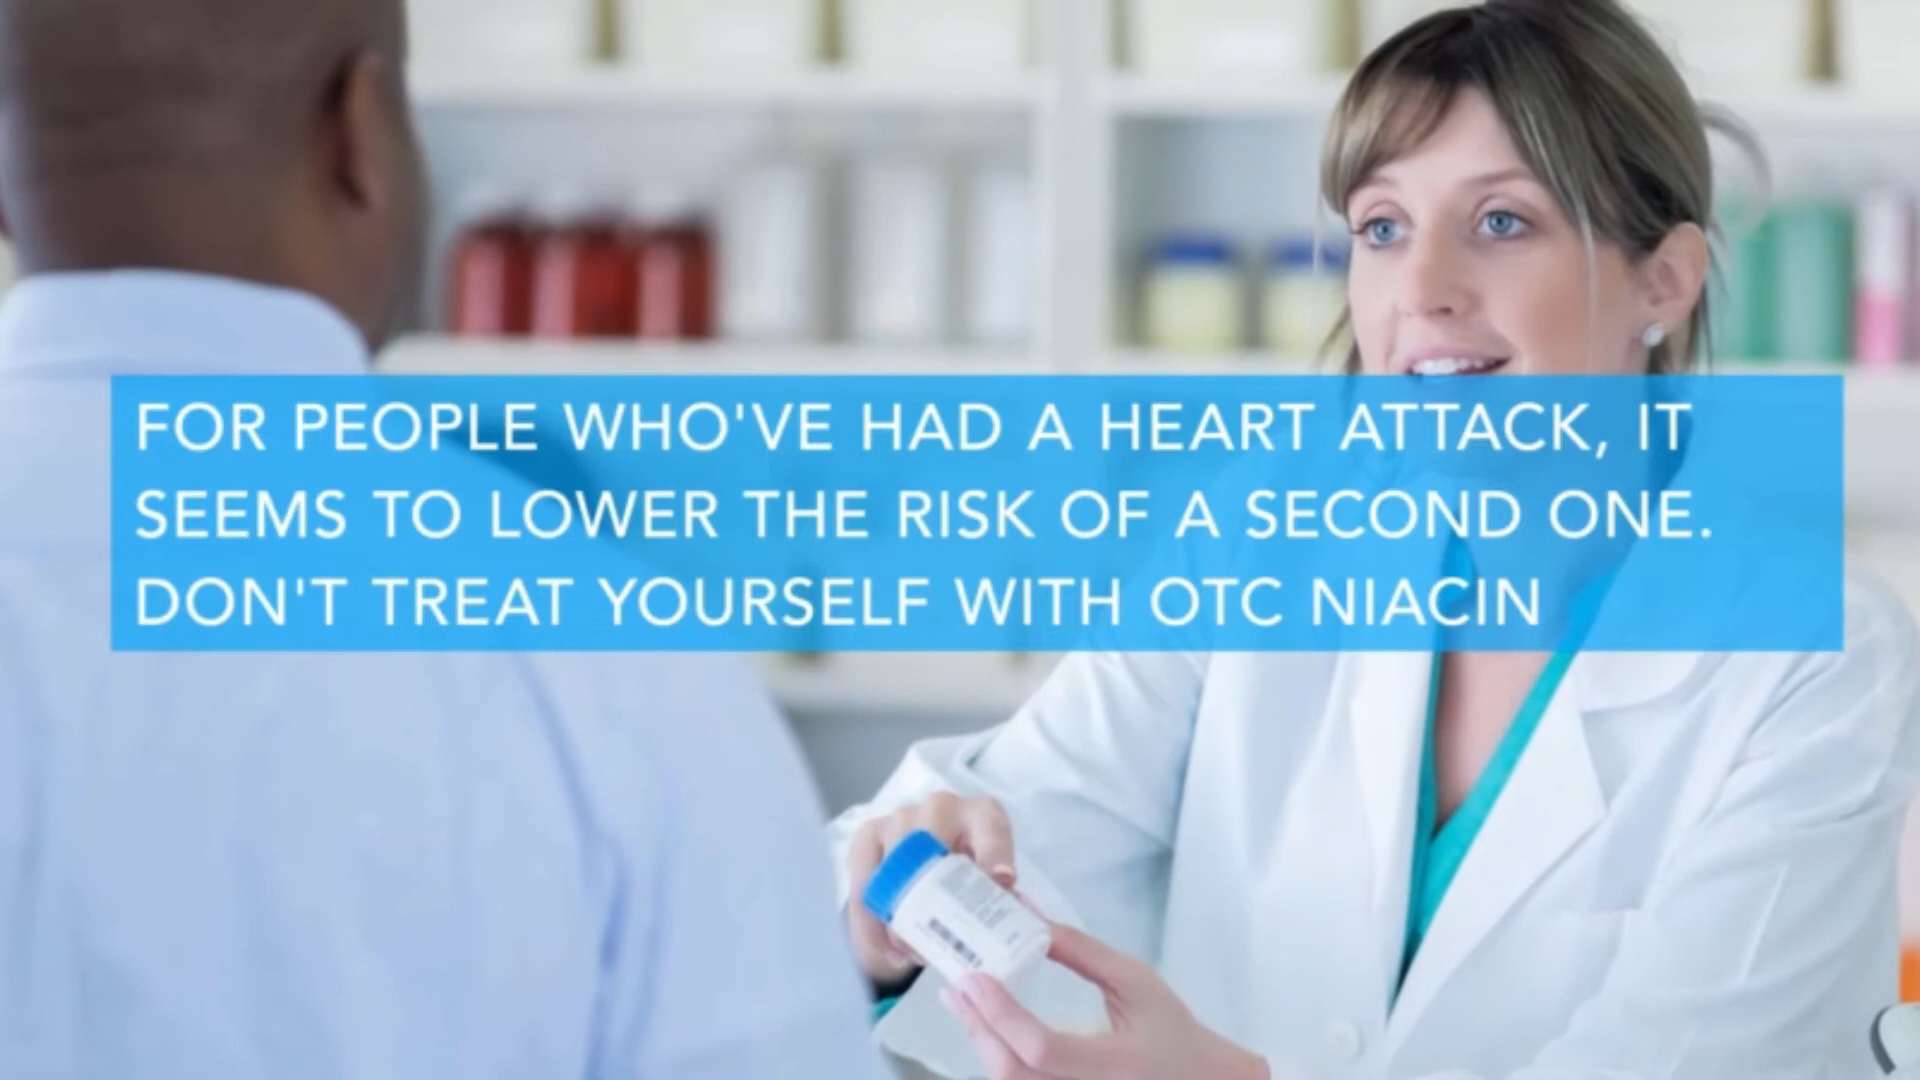 FOR PEOPLE WHO'VE HAD A HEART ATTACK, IT
SEEMS TO LOWER THE RISK OF A SECOND ONE.
DON'T TREAT YOURSELF WITH OTC NIACIN